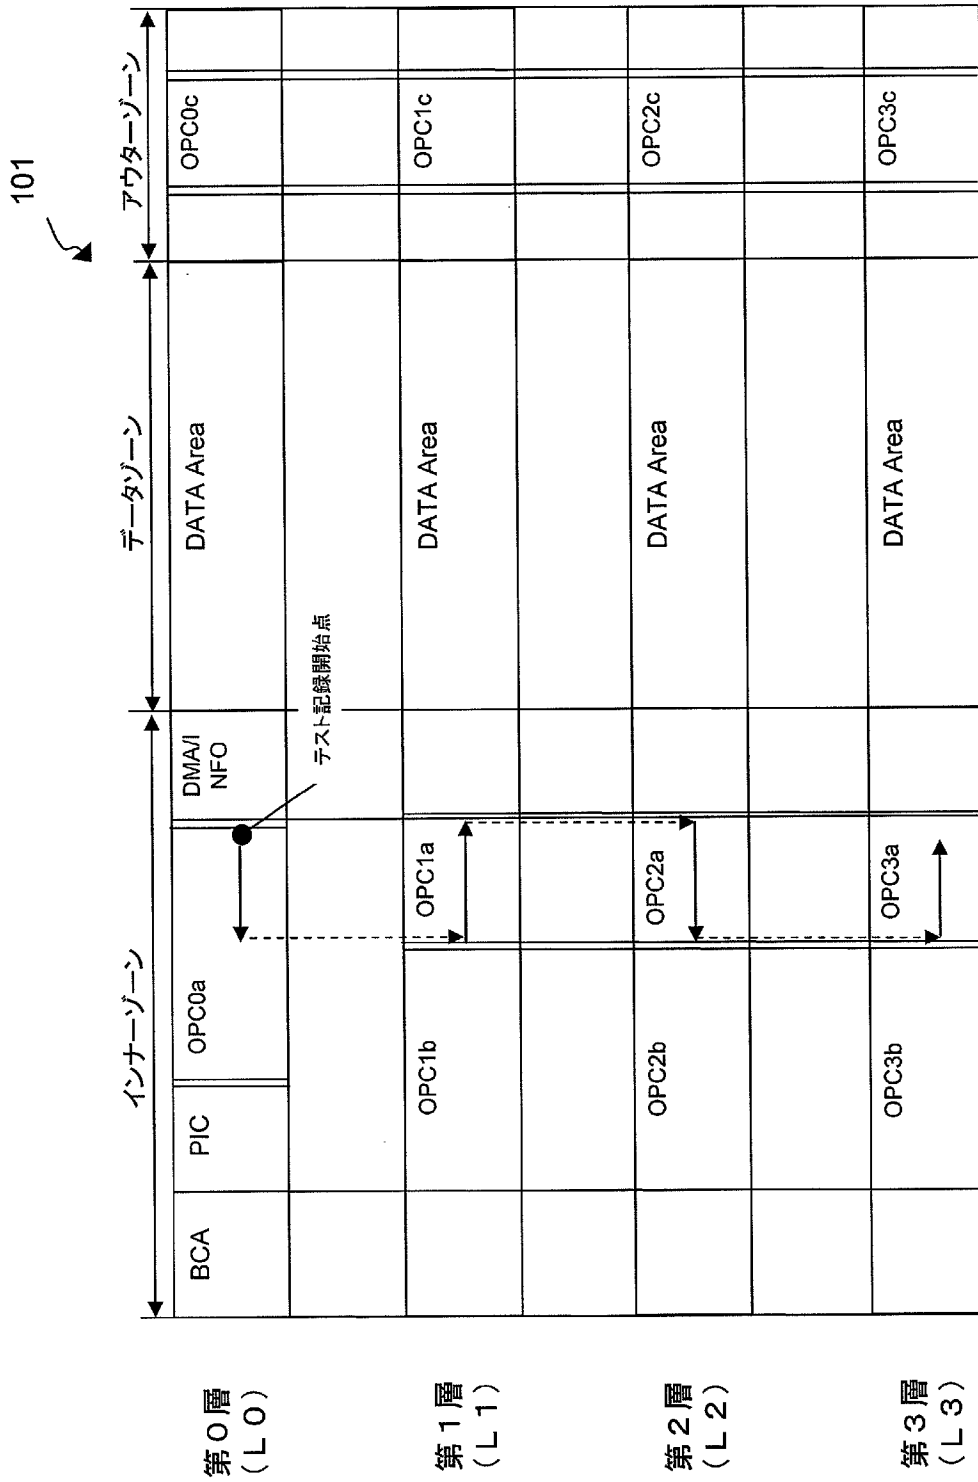 101
インナーゾーン
データゾーン
アウターゾーン
第0層
(L0)
BCA
PIC
OPC0a
DMA/I
NFO
DATA Area
OPC0c
テスト記録開始点
第1層
(L1)
OPC1b
OPC1a
DATA Area
OPC1c
第2層
(L2)
OPC2b
OPC2a
DATA Area
OPC2c
第3層
(L3)
OPC3b
OPC3a
DATA Area
OPC3c